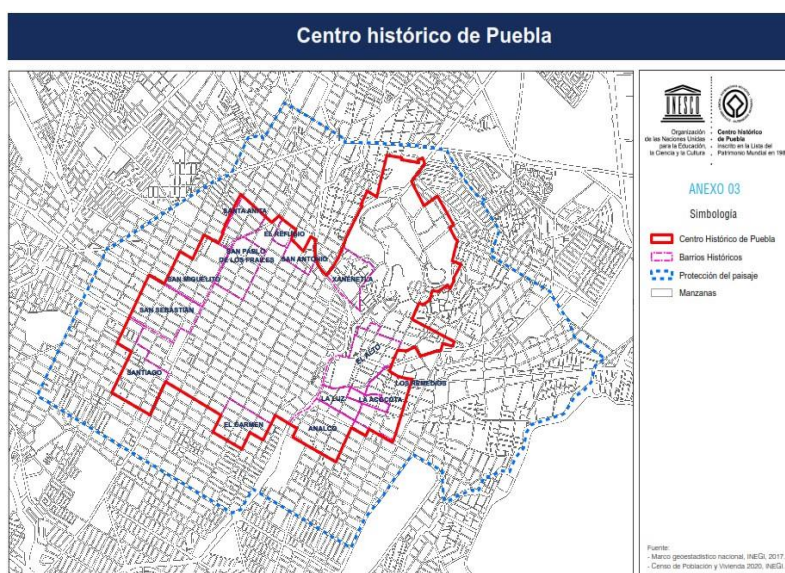 Centro histórico de Puebla
SANTA ANITA
EL REFUGIO
SAN PABLO
DE LOS FRAILES
SAN ANTONIO
XANENETLA
SAN MIGUELITO
SAN SEBASTIÁN
SANTIAGO
EL ALTO
LOS REMEDIOS
LA LUZ
LA ACOCOTA
EL CARMEN
ANALCO
UNESCO
Organización
de las Naciones Unidas
para la Educación,
la Ciencia y la Cultura
Centro histórico
de Puebla
inscrito en la Lista del
Patrimonio Mundial en 198
ANEXO 03
Simbología
Centro Histórico de Puebla
Barrios Históricos
Protección del paisaje
Manzanas
Fuente:
- Marco geoestadístico nacional, INEGI, 2017.
- Censo de Población y Vivienda 2020, INEGI.